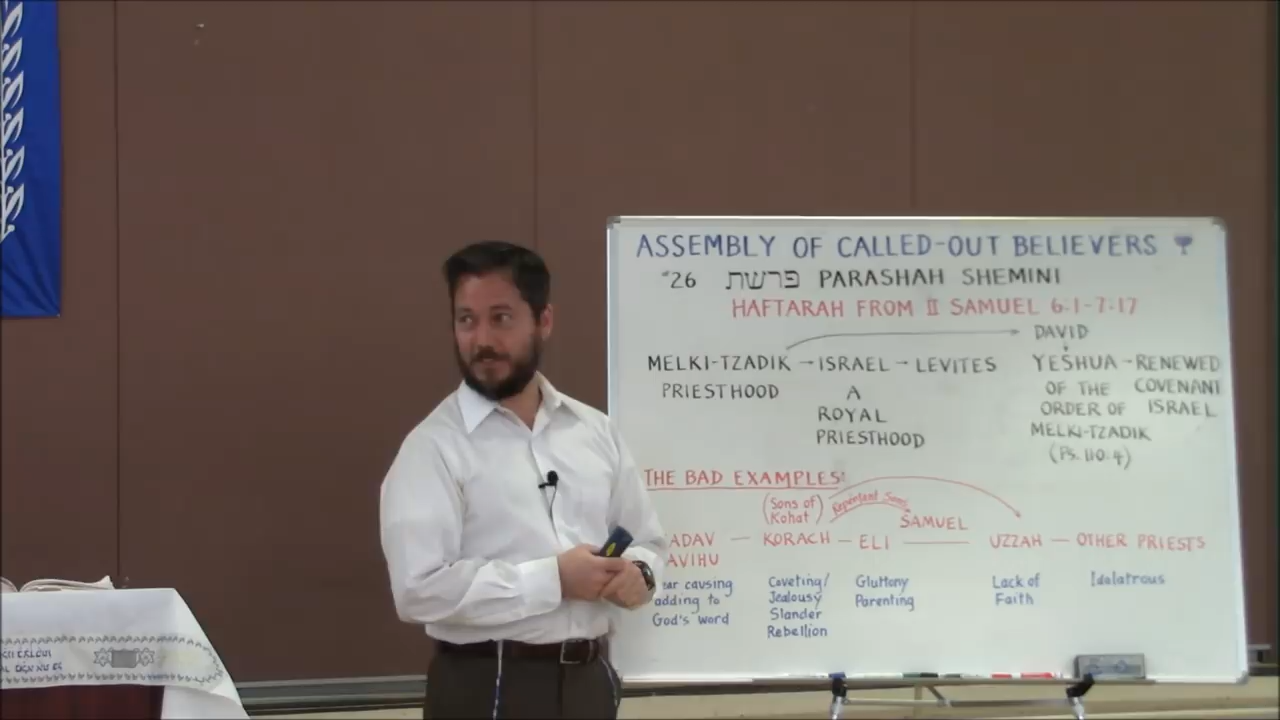 ASSEMBLY OF CALLED-OUT BELIEVERS
#26 פרשת PARASHAH SHEMINI
HAFTARAH FROM II SAMUEL 6:1-7:17
DAVID
MELKI-TZADIK → ISRAEL → LEVITES
PRIESTHOOD
A
ROYAL
PRIESTHOOD
YESHUA - RENEWED
OF THE COVENANT
ORDER OF ISRAEL
MELKI-TZADIK
(PS. 110:4)
THE BAD EXAMPLES:
(Sons of
Kohat)
Repentant Sons
SAMUEL
ADAV — KORACH — ELI — UZZAH — OTHER PRIESTS
AVIHU
ear causing
adding to
God's word
Coveting/
Jealousy
Slander
Rebellion
Gluttony
Parenting
Lack of
Faith
Idolatrous